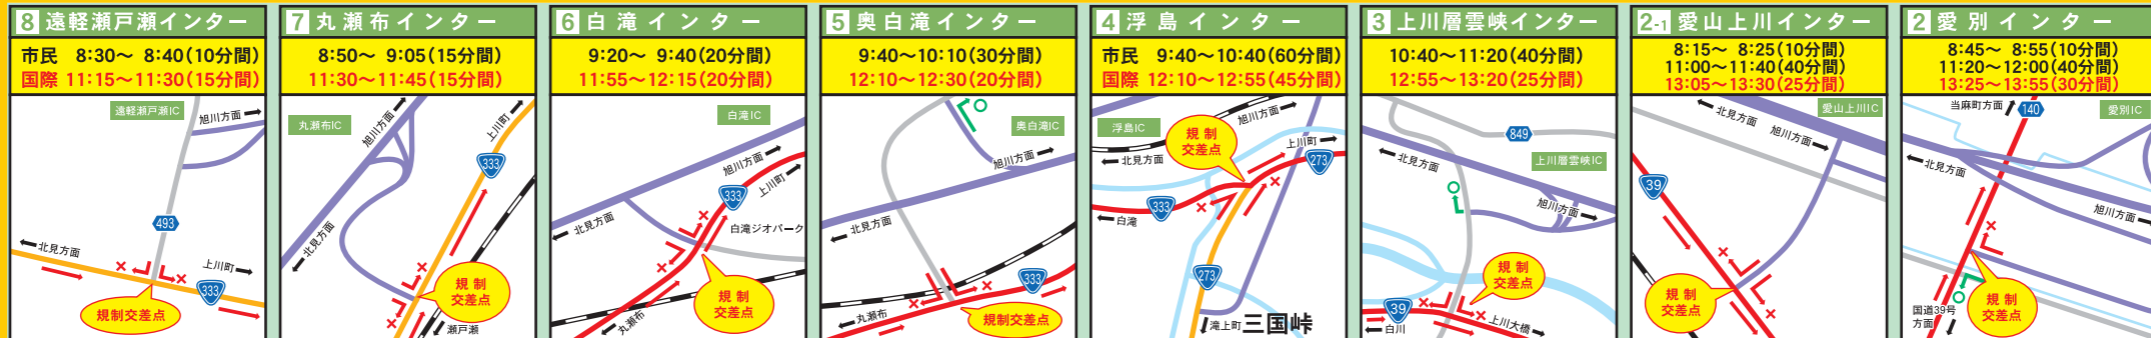 8 遠軽瀬戸瀬インター
市民 8:30～ 8:40(10分間)
国際 11:15～11:30(15分間)
遠軽瀬戸瀬IC
旭川方面
493
北見方面
上川町
333
規制交差点
7 丸瀬布インター
8:50～ 9:05(15分間)
11:30～11:45(15分間)
丸瀬布IC
旭川方面
上川町
333
北見方面
規制
交差点
瀬戸瀬
6 白滝インター
9:20～ 9:40(20分間)
11:55～12:15(20分間)
白滝IC
旭川方面
上川町
333
北見方面
白滝ジオパーク
規制
交差点
丸瀬布
5 奥白滝インター
9:40～10:10(30分間)
12:10～12:30(20分間)
奥白滝IC
旭川方面
北見方面
333
丸瀬布
規制交差点
4 浮島インター
市民 9:40～10:40(60分間)
国際 12:10～12:55(45分間)
旭川方面
浮島IC
規制
交差点
上川町
北見方面
273
333
白滝
273
滝上町
三国峠
3 上川層雲峡インター
10:40～11:20(40分間)
12:55～13:20(25分間)
849
北見方面
上川層雲峡IC
旭川方面
規制
交差点
39
白川
上川大橋
2-1 愛山上川インター
8:15～ 8:25(10分間)
11:00～11:40(40分間)
13:05～13:30(25分間)
愛山上川IC
北見方面
旭川方面
39
規制
交差点
2 愛別インター
8:45～ 8:55(10分間)
11:20～12:00(40分間)
13:25～13:55(30分間)
当麻町方面
140
愛別IC
北見方面
旭川方面
国道39号
方面
規制
交差点